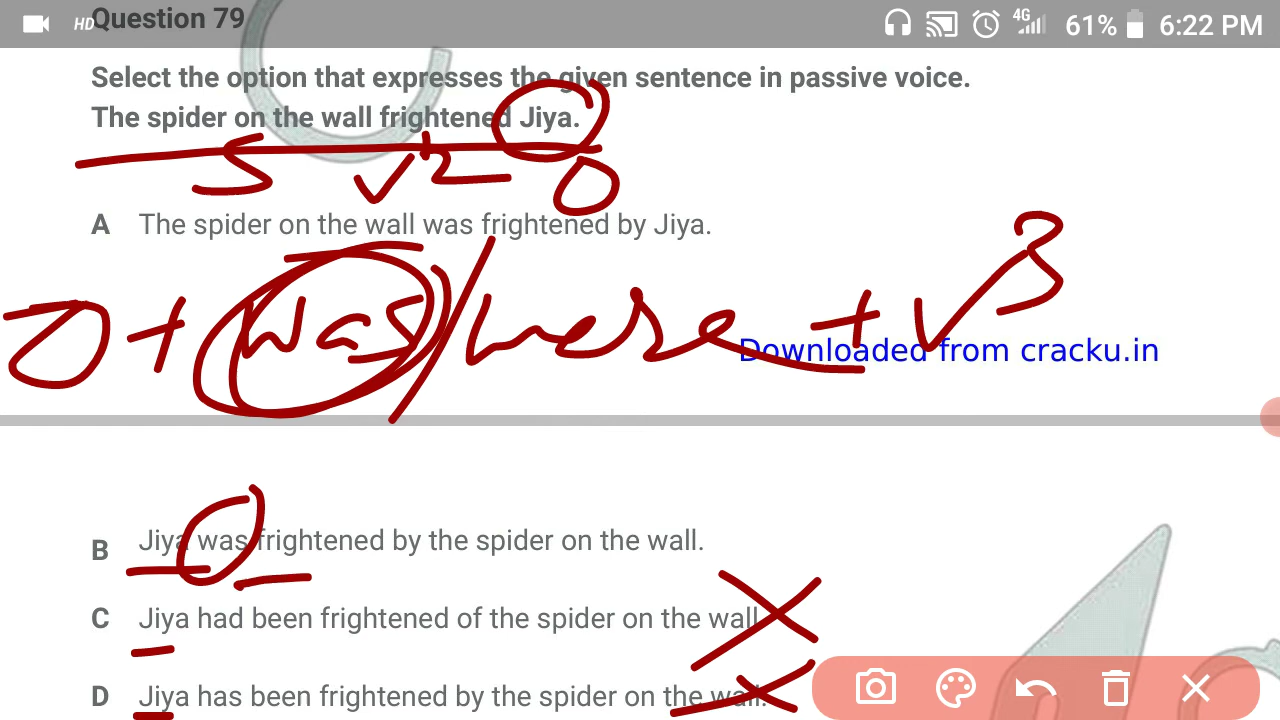 HD Question 79 4G 61% 6:22 PM
Select the option that expresses the given sentence in passive voice.
The spider on the wall frightened Jiya.
S V2 O
A The spider on the wall was frightened by Jiya.
O + was/were + V3
Downloaded from cracku.in
B Jiya was frightened by the spider on the wall.
C Jiya had been frightened of the spider on the wall
D Jiya has been frightened by the spider on the wall.